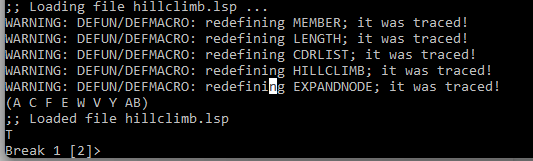 ;; Loading file hillclimb.lsp ...
WARNING: DEFUN/DEFMACRO: redefining MEMBER; it was traced!
WARNING: DEFUN/DEFMACRO: redefining LENGTH; it was traced!
WARNING: DEFUN/DEFMACRO: redefining CDRLIST; it was traced!
WARNING: DEFUN/DEFMACRO: redefining HILLCLIMB; it was traced!
WARNING: DEFUN/DEFMACRO: redefining EXPANDNODE; it was traced!
(A C F E W V Y AB)
;; Loaded file hillclimb.lsp
T
Break 1 [2]>